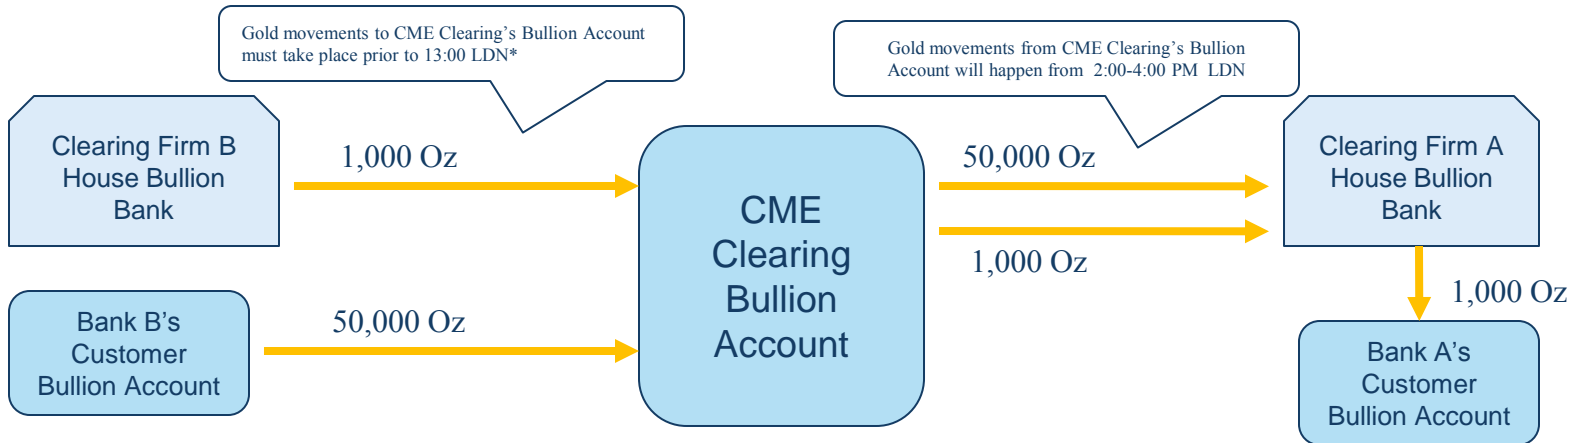 Gold movements to CME Clearing's Bullion Account
must take place prior to 13:00 LDN*
Gold movements from CME Clearing's Bullion
Account will happen from 2:00-4:00 PM LDN
Clearing Firm B
House Bullion
Bank
1,000 Oz
50,000 Oz
Clearing Firm A
House Bullion
Bank
CME
Clearing
Bullion
Account
1,000 Oz
1,000 Oz
Bank B's
Customer
Bullion Account
50,000 Oz
Bank A's
Customer
Bullion Account